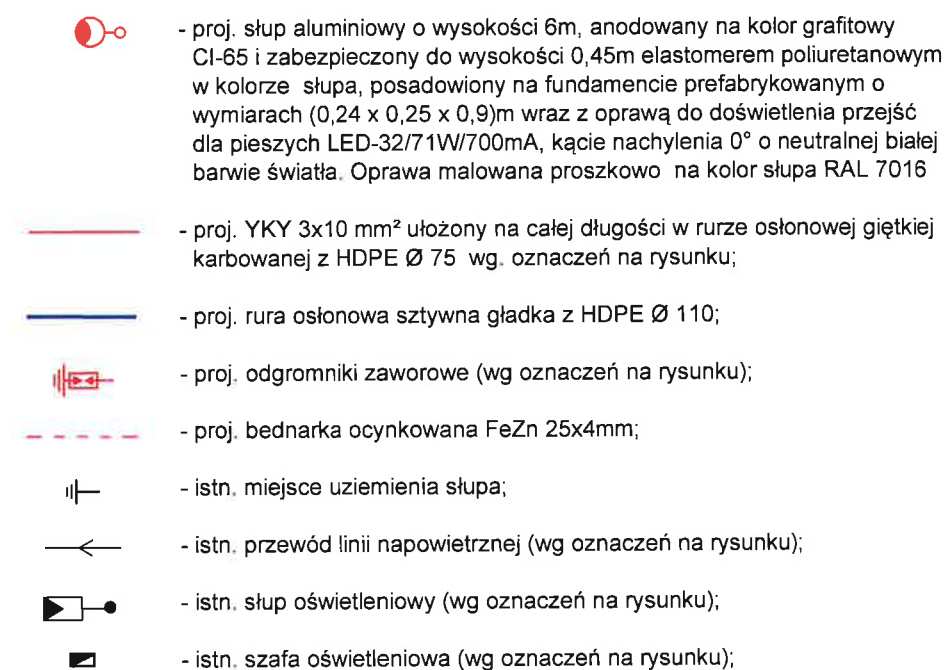 - proj. słup aluminiowy o wysokości 6m, anodowany na kolor grafitowy
CI-65 i zabezpieczony do wysokości 0,45m elastomerem poliuretanowym
w kolorze słupa, posadowiony na fundamencie prefabrykowanym o
wymiarach (0,24 x 0,25 x 0,9)m wraz z oprawą do doświetlenia przejść
dla pieszych LED-32/71W/700mA, kącie nachylenia 0° o neutralnej białej
barwie światła. Oprawa malowana proszkowo na kolor słupa RAL 7016
- proj. YKY 3x10 mm² ułożony na całej długości w rurze osłonowej giętkiej
karbowanej z HDPE Ø 75 wg. oznaczeń na rysunku;
- proj. rura osłonowa sztywna gładka z HDPE Ø 110;
- proj. odgromniki zaworowe (wg oznaczeń na rysunku);
- proj. bednarka ocynkowana FeZn 25x4mm;
- istn. miejsce uziemienia słupa;
- istn. przewód linii napowietrznej (wg oznaczeń na rysunku);
- istn. słup oświetleniowy (wg oznaczeń na rysunku);
- istn. szafa oświetleniowa (wg oznaczeń na rysunku);